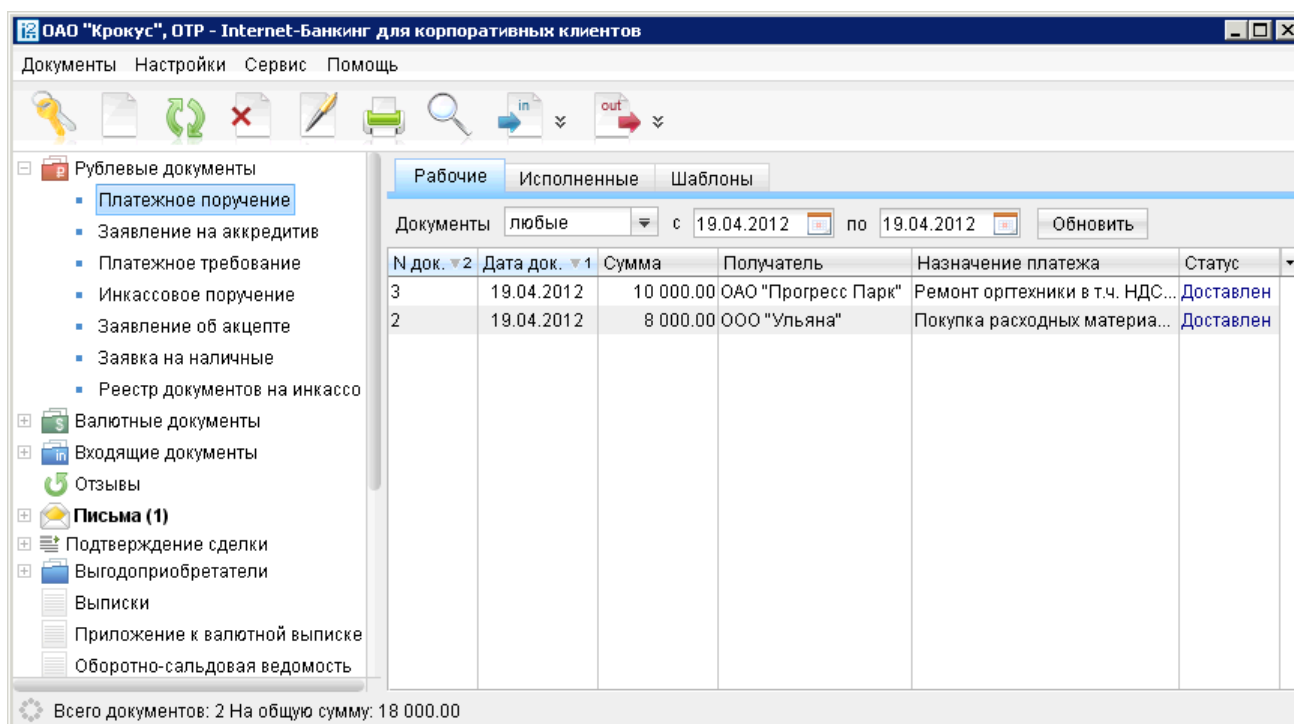 ОАО "Крокус", ОТР - Internet-Банкинг для корпоративных клиентов
Документы Настройки Сервис Помощь
in out
Рублевые документы
Платежное поручение
Заявление на аккредитив
Платежное требование
Инкассовое поручение
Заявление об акцепте
Заявка на наличные
Реестр документов на инкассо
Валютные документы
Входящие документы
Отзывы
Письма (1)
Подтверждение сделки
Выгодоприобретатели
Выписки
Приложение к валютной выписке
Оборотно-сальдовая ведомость
Рабочие Исполненные Шаблоны
Документы любые с 19.04.2012 по 19.04.2012 Обновить
N док. 2 Дата док. 1 Сумма Получатель Назначение платежа Статус
3 19.04.2012 10 000.00 ОАО "Прогресс Парк" Ремонт оргтехники в т.ч. НДС... Доставлен
2 19.04.2012 8 000.00 ООО "Ульяна" Покупка расходных материа... Доставлен
Всего документов: 2 На общую сумму: 18 000.00